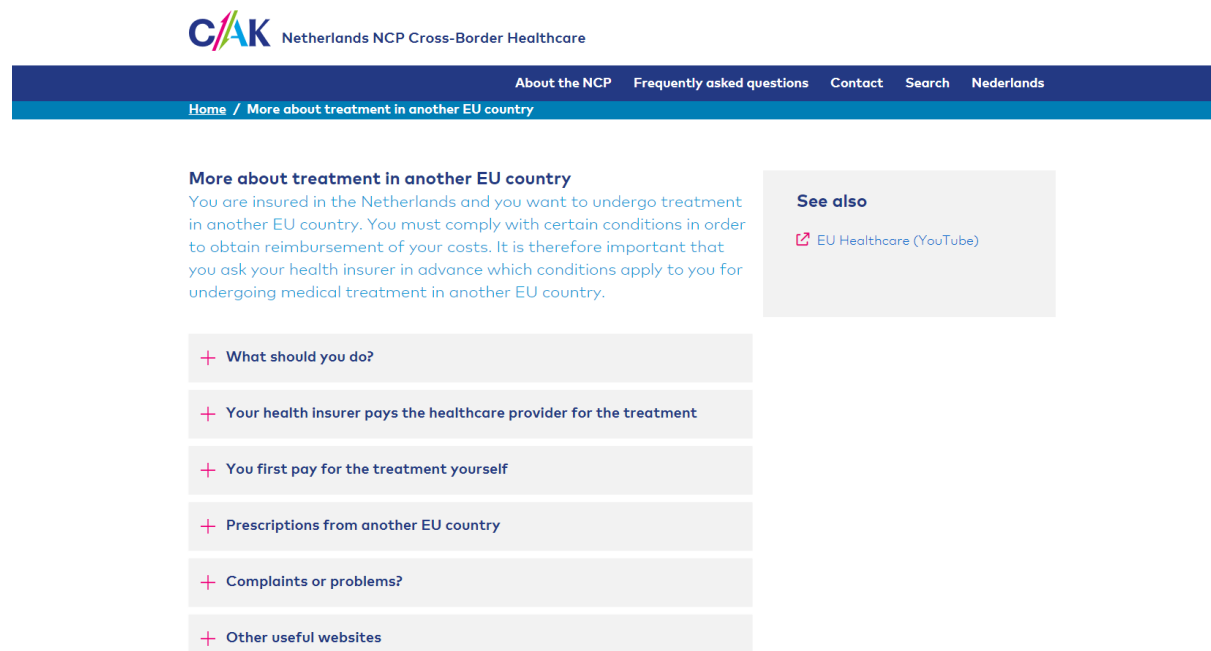 CAK Netherlands NCP Cross-Border Healthcare
About the NCP Frequently asked questions Contact Search Nederlands
Home / More about treatment in another EU country
More about treatment in another EU country
You are insured in the Netherlands and you want to undergo treatment
in another EU country. You must comply with certain conditions in order
to obtain reimbursement of your costs. It is therefore important that
you ask your health insurer in advance which conditions apply to you for
undergoing medical treatment in another EU country.
See also
EU Healthcare (YouTube)
What should you do?
Your health insurer pays the healthcare provider for the treatment
You first pay for the treatment yourself
Prescriptions from another EU country
Complaints or problems?
Other useful websites